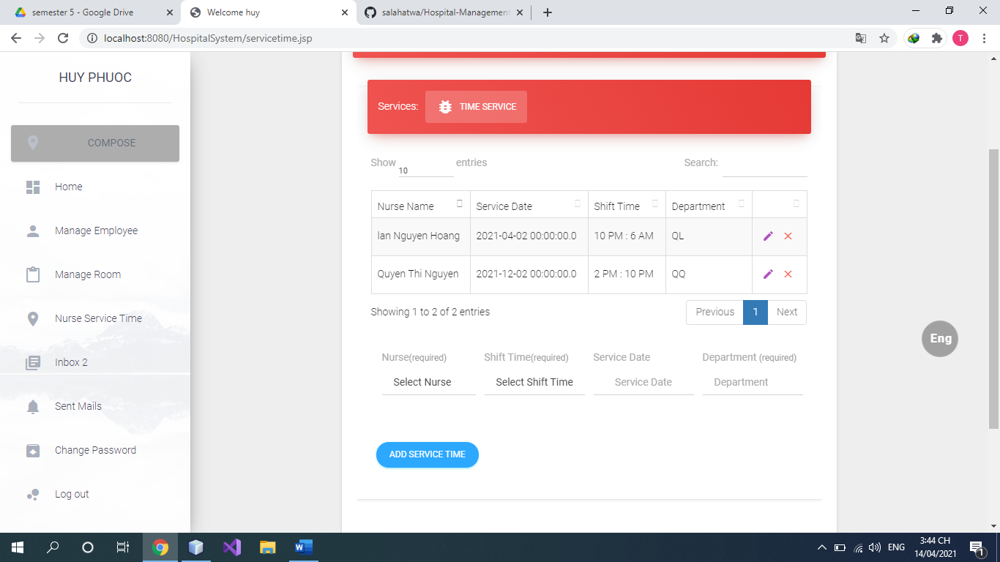 semester 5 - Google Drive
Welcome huy
salahatwa/Hospital-Management
localhost:8080/HospitalSystem/servicetime.jsp
T
HUY PHUOC
COMPOSE
Home
Manage Employee
Manage Room
Nurse Service Time
Inbox 2
Sent Mails
Change Password
Log out
Services: TIME SERVICE
Show 10 entries
Search:
Nurse Name Service Date Shift Time Department
lan Nguyen Hoang 2021-04-02 00:00:00.0 10 PM : 6 AM QL
Quyen Thi Nguyen 2021-12-02 00:00:00.0 2 PM : 10 PM QQ
Showing 1 to 2 of 2 entries
Previous 1 Next
Eng
Nurse(required) Shift Time(required) Service Date Department (required)
Select Nurse Select Shift Time Service Date Department
ADD SERVICE TIME
ENG
3:44 CH
14/04/2021
1